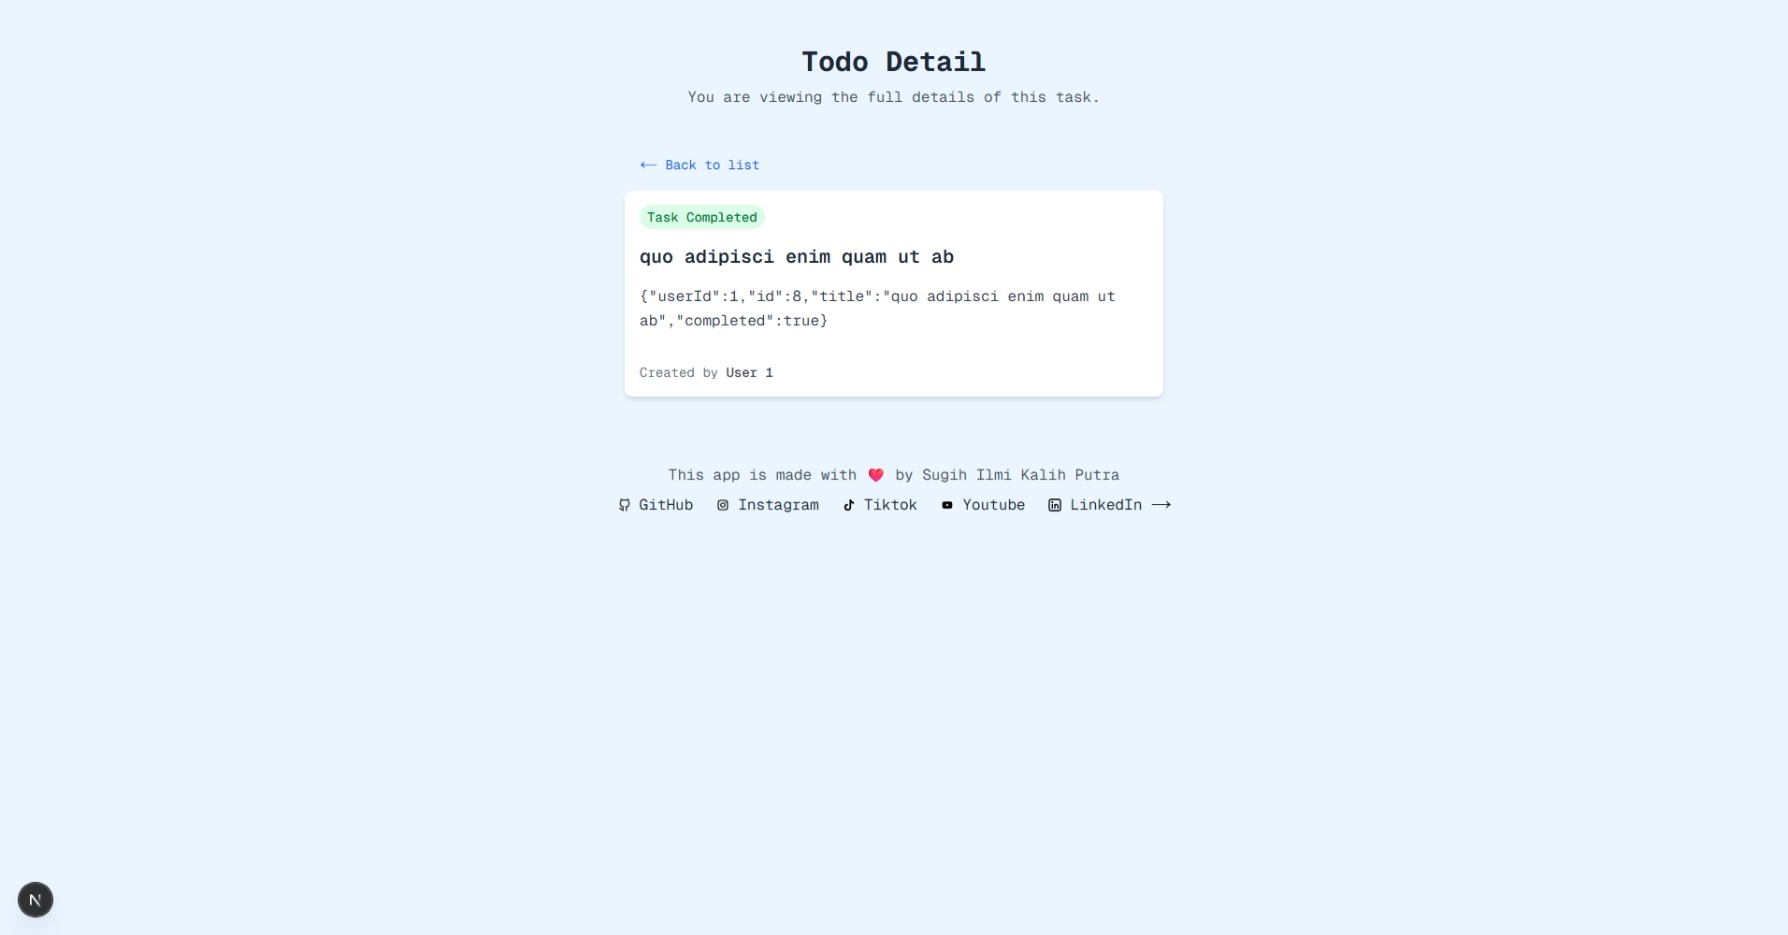 Todo Detail
You are viewing the full details of this task.
⟵ Back to list
Task Completed
quo adipisci enim quam ut ab
{"userId":1,"id":8,"title":"quo adipisci enim quam ut
ab","completed":true}
Created by User 1
This app is made with ❤️ by Sugih Ilmi Kalih Putra
GitHub Instagram Tiktok Youtube LinkedIn ⟶
N